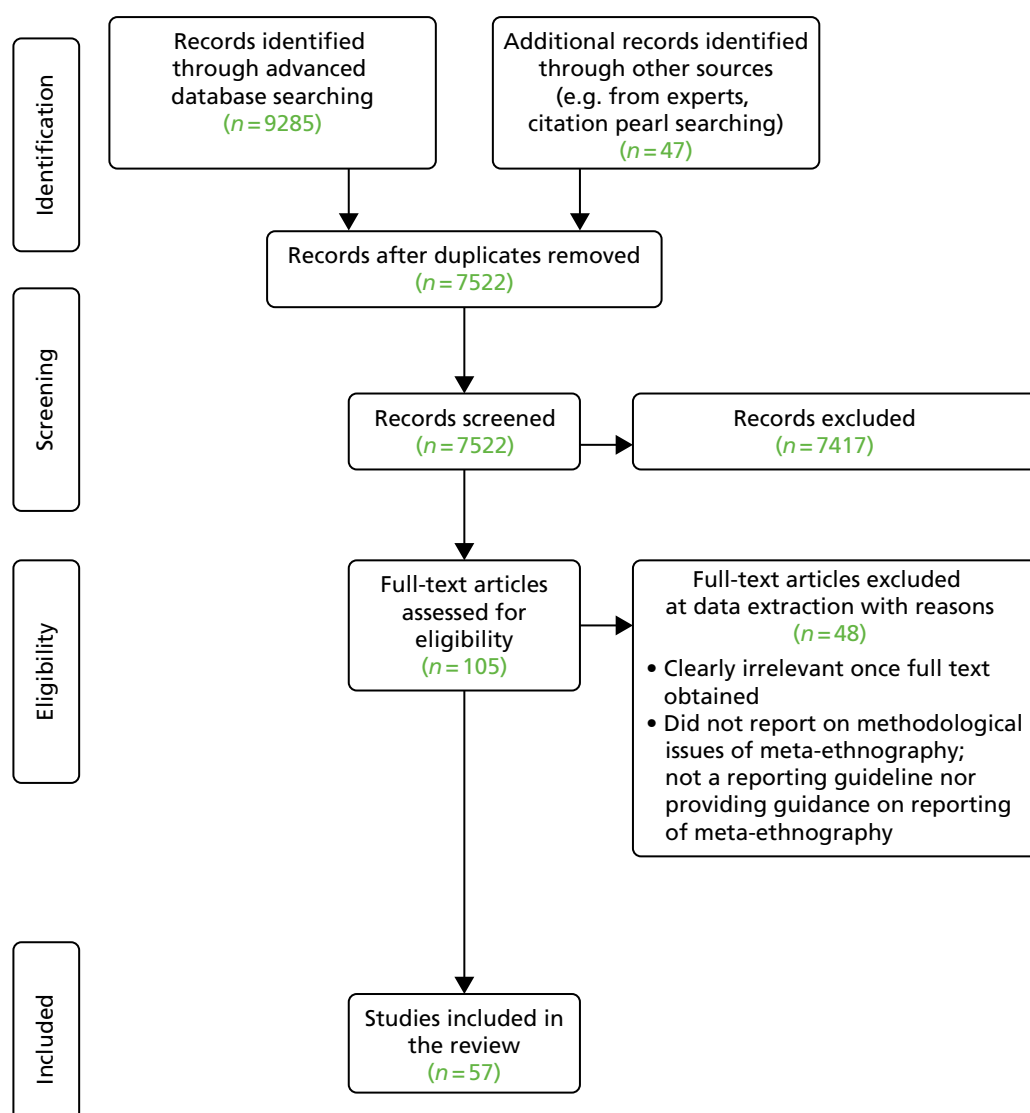 Identification
Records identified
through advanced
database searching
(n=9285)
Additional records identified
through other sources
(e.g. from experts,
citation pearl searching)
(n=47)
Records after duplicates removed
(n=7522)
Screening
Records screened
(n=7522)
Records excluded
(n=7417)
Eligibility
Full-text articles
assessed for
eligibility
(n=105)
Full-text articles excluded
at data extraction with reasons
(n=48)
• Clearly irrelevant once full text
obtained
• Did not report on methodological
issues of meta-ethnography;
not a reporting guideline nor
providing guidance on reporting
of meta-ethnography
Included
Studies included in
the review
(n=57)